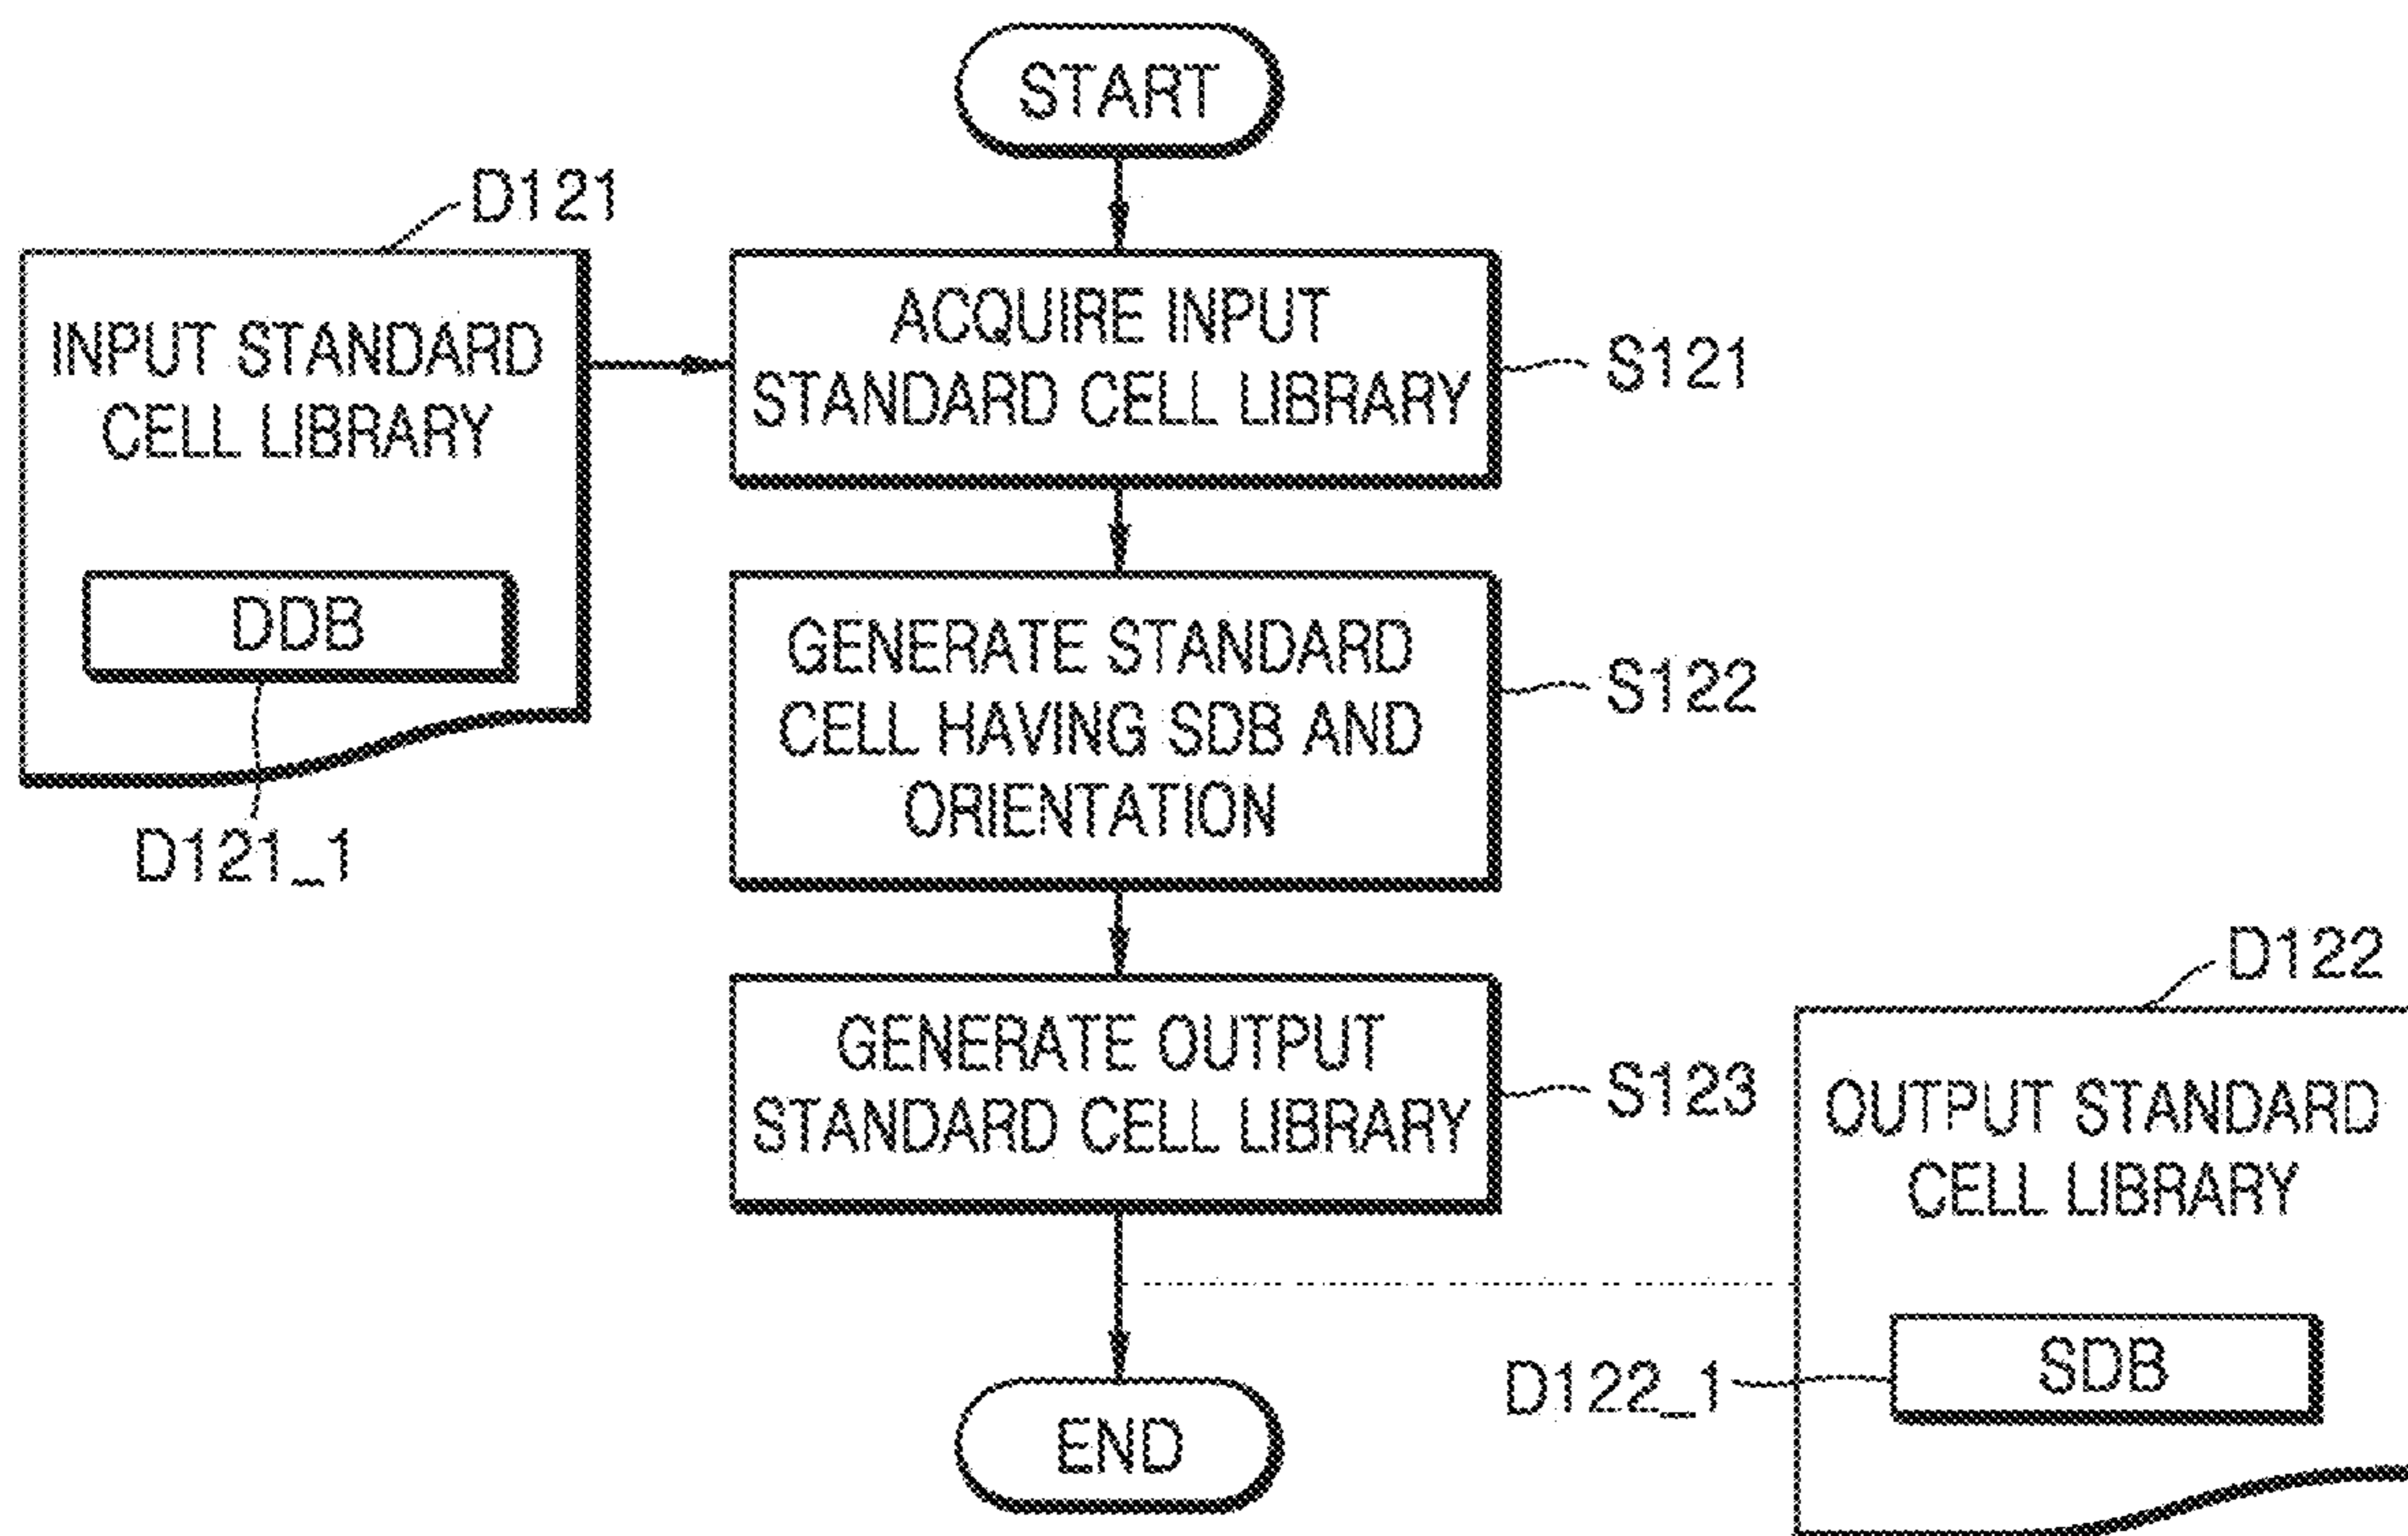 START
D121
INPUT STANDARD
CELL LIBRARY
DDB
D121_1
ACQUIRE INPUT
STANDARD CELL LIBRARY
S121
GENERATE STANDARD
CELL HAVING SDB AND
ORIENTATION
S122
GENERATE OUTPUT
STANDARD CELL LIBRARY
S123
D122
OUTPUT STANDARD
CELL LIBRARY
SDB
D122_1
END